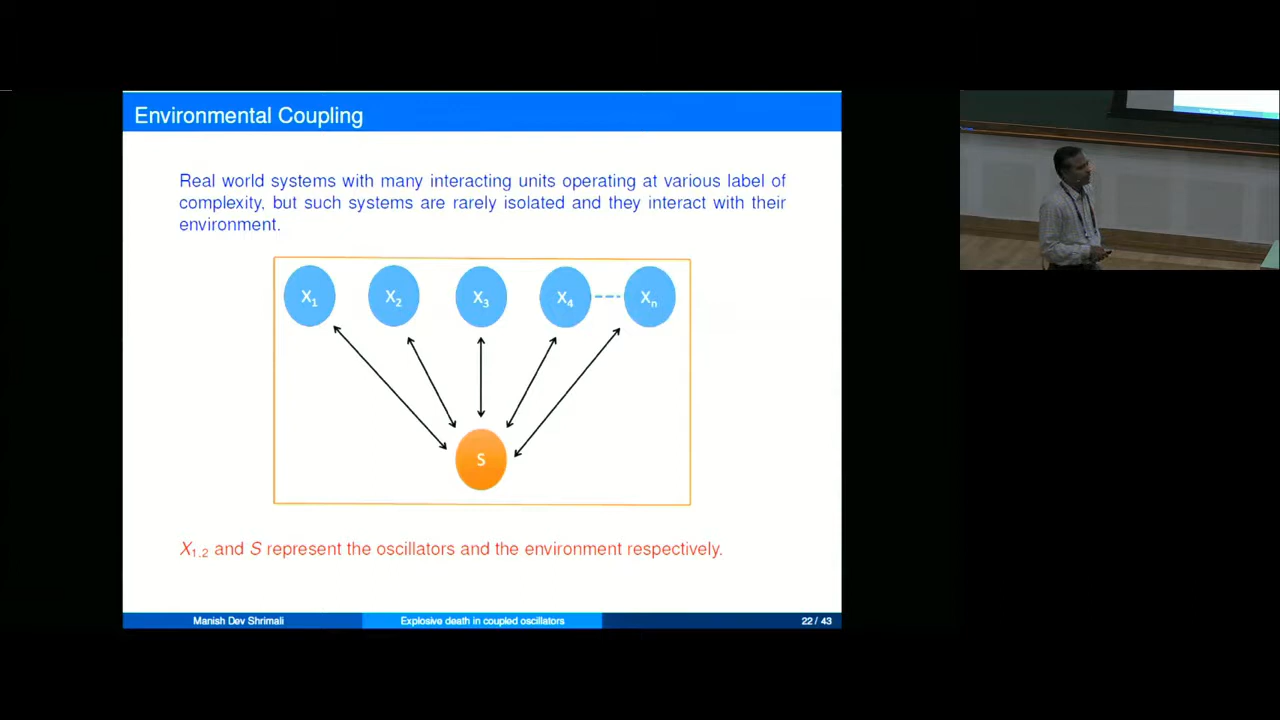 Environmental Coupling
Real world systems with many interacting units operating at various label of
complexity, but such systems are rarely isolated and they interact with their
environment.
X1 X2 X3 X4 Xn
S
X1,2 and S represent the oscillators and the environment respectively.
Manish Dev Shrimali Explosive death in coupled oscillators 22 / 43